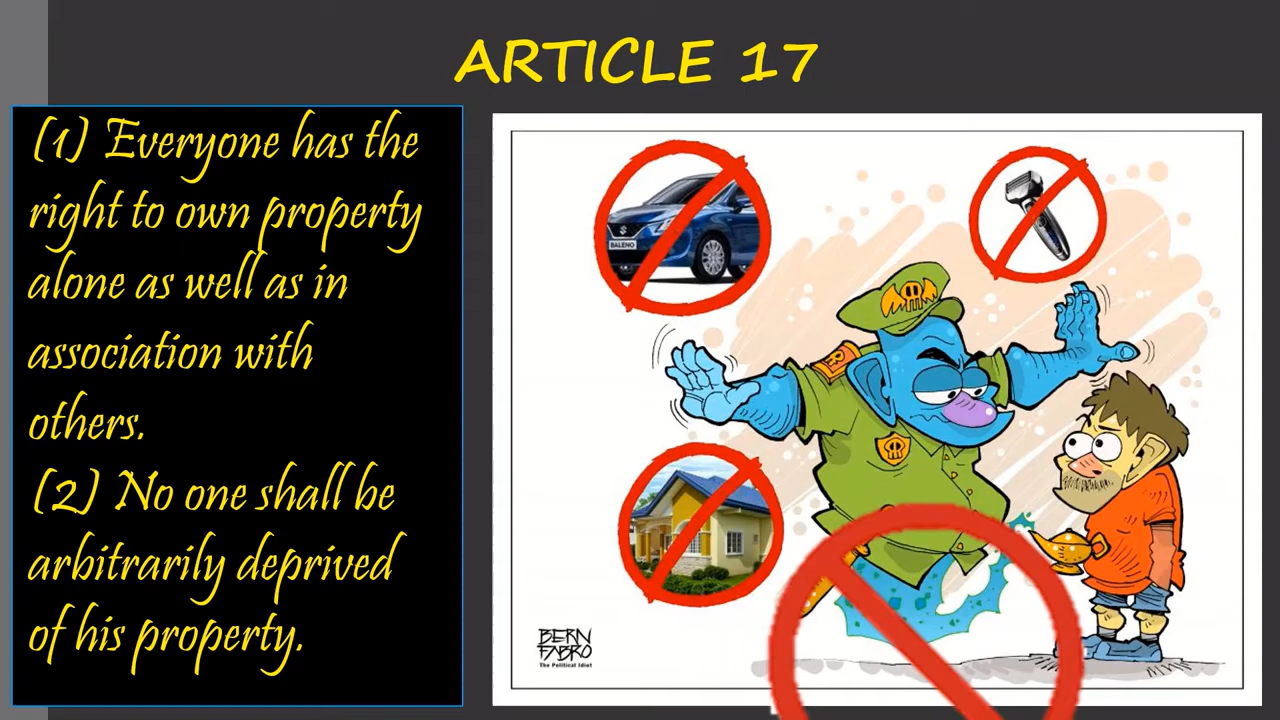 ARTICLE 17
(1) Everyone has the
right to own property
alone as well as in
association with
others.
(2) No one shall be
arbitrarily deprived
of his property.
BALENO
BERN
FABRO
The Political Idiot